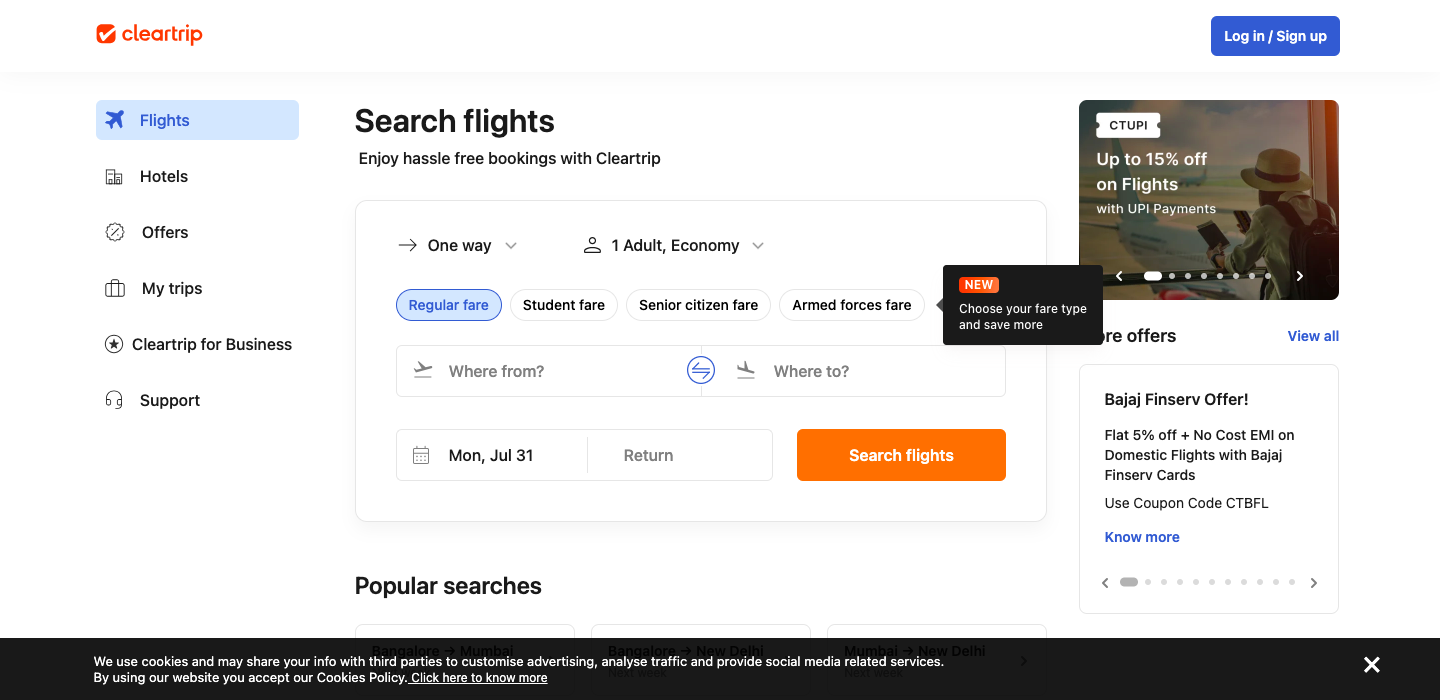 cleartrip
Log in / Sign up
Flights
Hotels
Offers
My trips
Cleartrip for Business
Support
Search flights
Enjoy hassle free bookings with Cleartrip
One way
1 Adult, Economy
Regular fare
Student fare
Senior citizen fare
Armed forces fare
NEW
Choose your fare type
and save more
Where from?
Where to?
Mon, Jul 31
Return
Search flights
Popular searches
Bangalore → Mumbai
Bangalore → New Delhi
Next week
Mumbai → New Delhi
Next week
CTUPI
Up to 15% off
on Flights
with UPI Payments
ore offers
View all
Bajaj Finserv Offer!
Flat 5% off + No Cost EMI on
Domestic Flights with Bajaj
Finserv Cards
Use Coupon Code CTBFL
Know more
We use cookies and may share your info with third parties to customise advertising, analyse traffic and provide social media related services.
By using our website you accept our Cookies Policy. Click here to know more